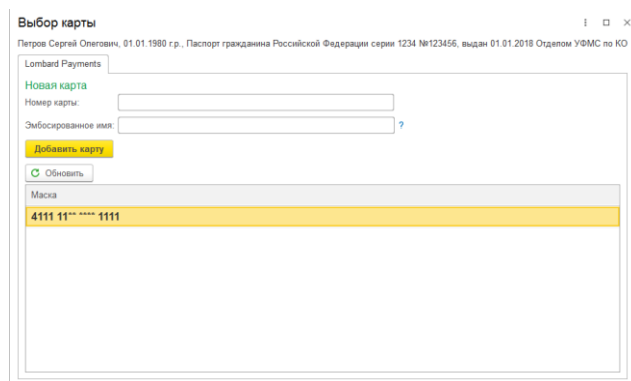 Выбор карты
Петров Сергей Олегович, 01.01.1980 г.р., Паспорт гражданина Российской Федерации серии 1234 №123456, выдан 01.01.2018 Отделом УФМС по КО
Lombard Payments
Новая карта
Номер карты:
Эмбосированное имя: ?
Добавить карту
Обновить
Маска
4111 11** **** 1111